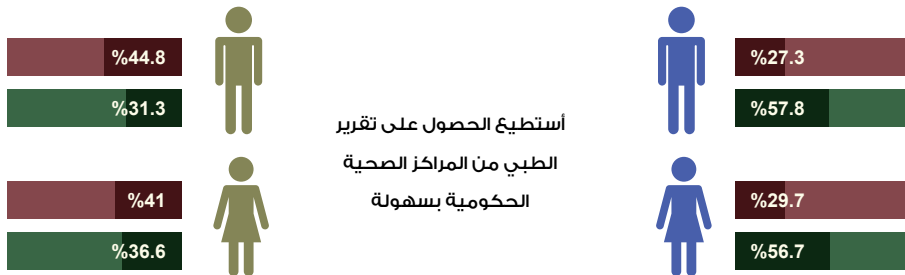 %27.3
%57.8
%29.7
%56.7
أستطيع الحصول على تقرير
الطبي من المراكز الصحية
الحكومية بسهولة
%44.8
%31.3
%41
%36.6